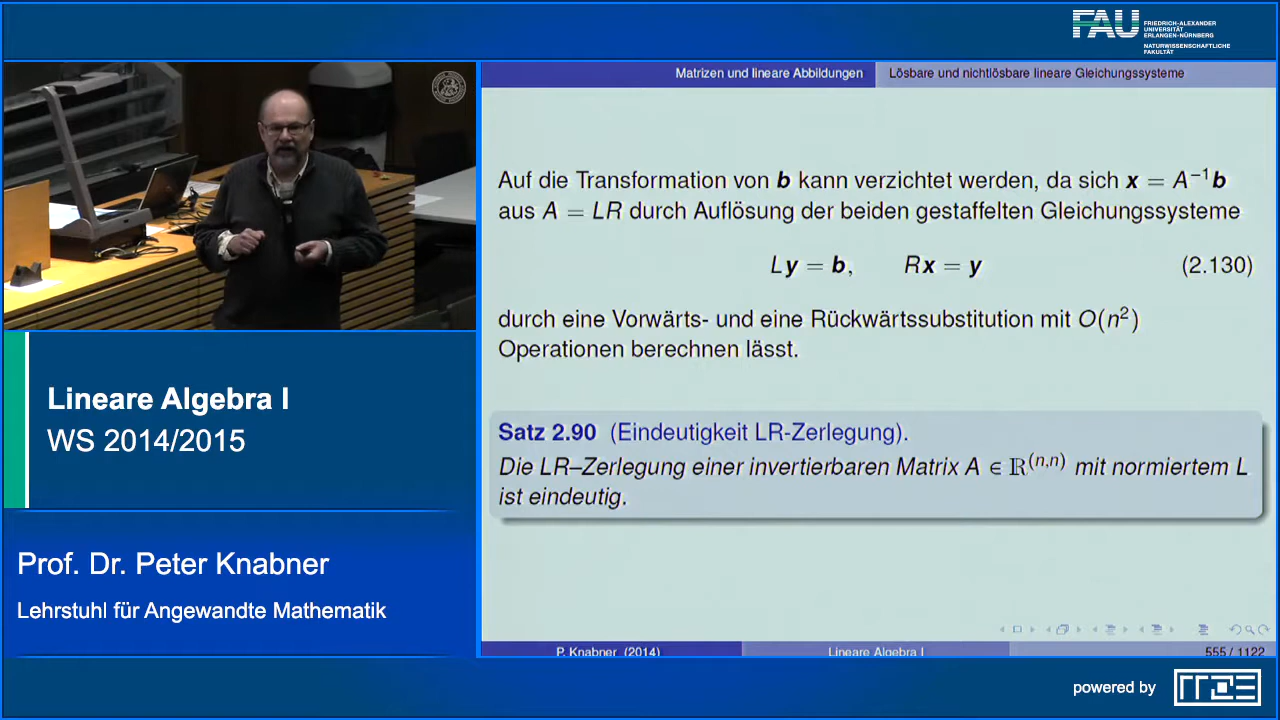 FAU
FRIEDRICH-ALEXANDER
UNIVERSITÄT
ERLANGEN-NÜRNBERG
NATURWISSENSCHAFTLICHE
FAKULTÄT
Matrizen und lineare Abbildungen
Lösbare und nichtlösbare lineare Gleichungssysteme
Auf die Transformation von b kann verzichtet werden, da sich x = A⁻¹b
aus A = LR durch Auflösung der beiden gestaffelten Gleichungssysteme
Ly = b, Rx = y (2.130)
durch eine Vorwärts- und eine Rückwärtssubstitution mit O(n²)
Operationen berechnen lässt.
Satz 2.90 (Eindeutigkeit LR-Zerlegung).
Die LR–Zerlegung einer invertierbaren Matrix A ∈ ℝ⁽ⁿ,ⁿ⁾ mit normiertem L
ist eindeutig.
P. Knabner (2014)
Lineare Algebra I
555 / 1122
Lineare Algebra I
WS 2014/2015
Prof. Dr. Peter Knabner
Lehrstuhl für Angewandte Mathematik
powered by